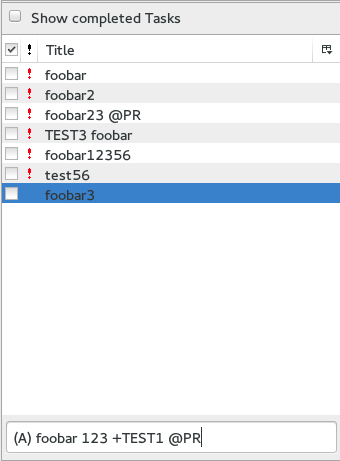 Show completed Tasks
! Title
! foobar
! foobar2
! foobar23 @PR
! TEST3 foobar
! foobar12356
! test56
foobar3
(A) foobar 123 +TEST1 @PR